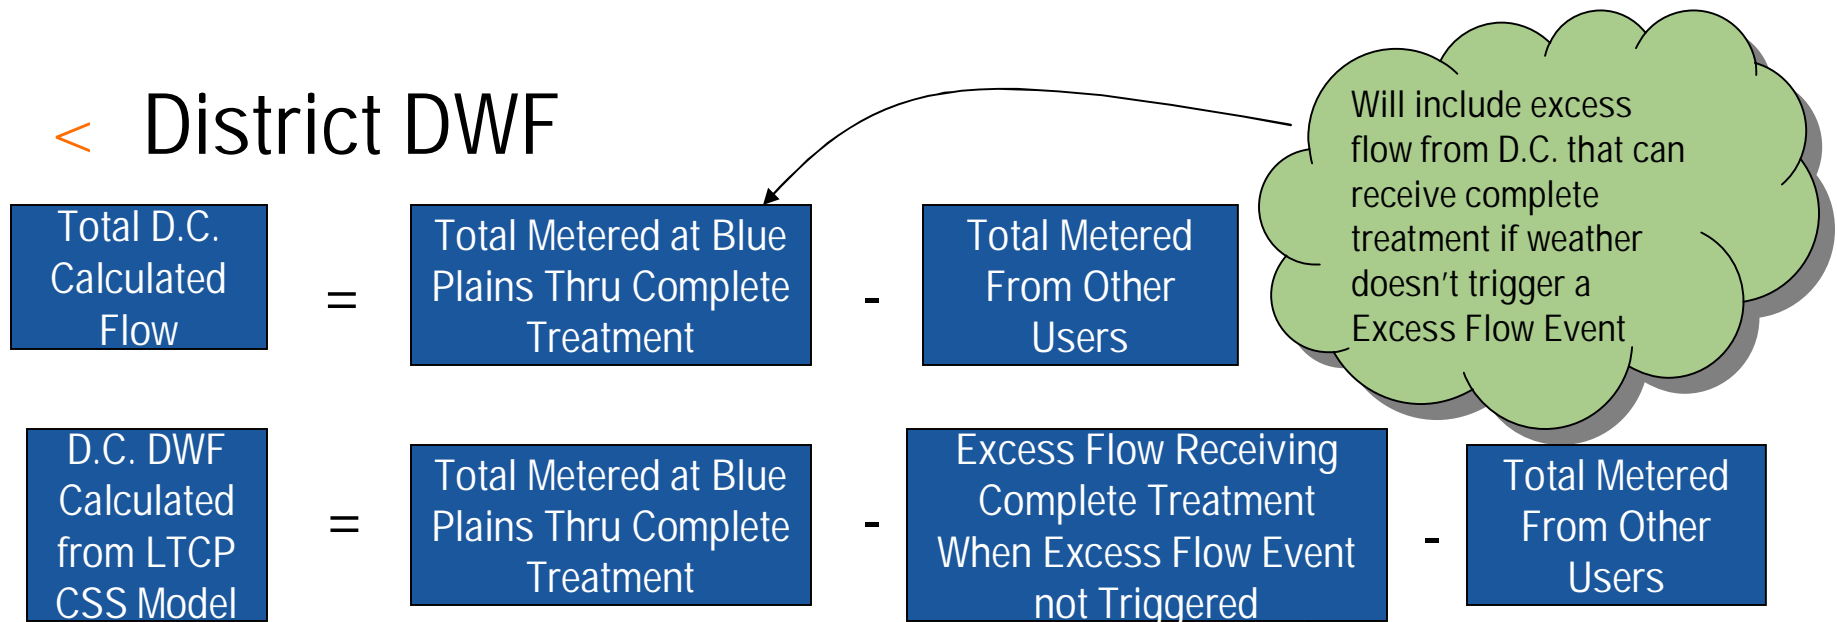 < District DWF
Will include excess
flow from D.C. that can
receive complete
treatment if weather
doesn't trigger a
Excess Flow Event
Total D.C.
Calculated
Flow
=
Total Metered at Blue
Plains Thru Complete
Treatment
-
Total Metered
From Other
Users
D.C. DWF
Calculated
from LTCP
CSS Model
=
Total Metered at Blue
Plains Thru Complete
Treatment
-
Excess Flow Receiving
Complete Treatment
When Excess Flow Event
not Triggered
-
Total Metered
From Other
Users